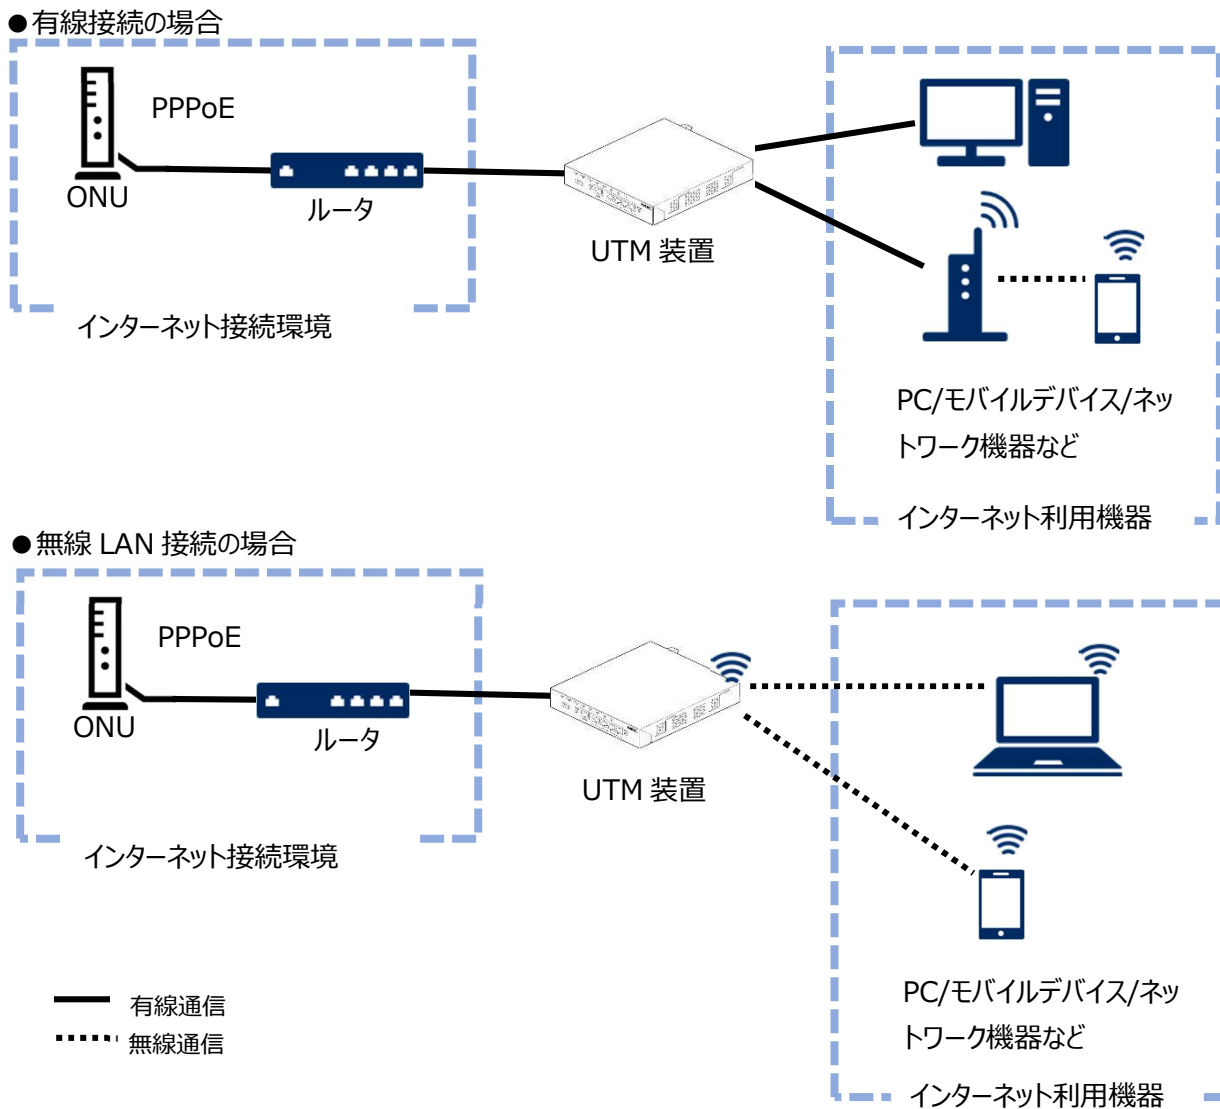 ●有線接続の場合
PPPoE
ONU
ルータ
UTM 装置
インターネット接続環境
PC/モバイルデバイス/ネッ
トワーク機器など
インターネット利用機器
●無線 LAN 接続の場合
PPPoE
ONU
ルータ
UTM 装置
インターネット接続環境
PC/モバイルデバイス/ネッ
トワーク機器など
インターネット利用機器
有線通信
無線通信